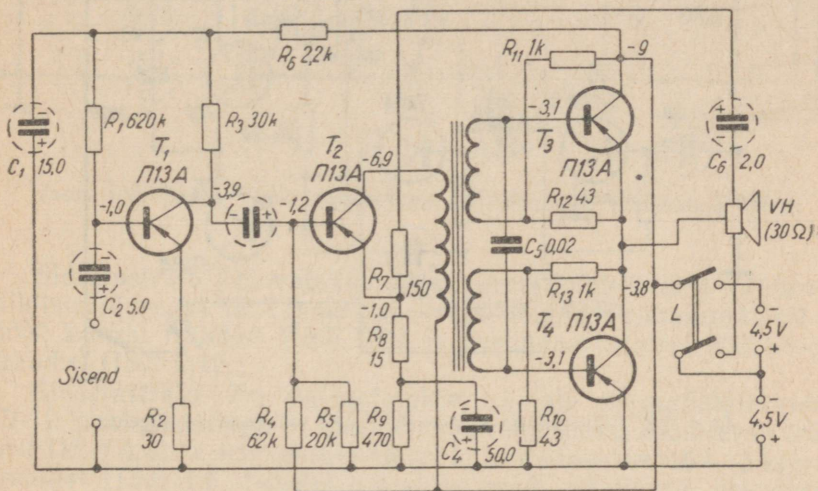 R₆ 2,2k
R₁₁ 1k
-9
R₁ 620k
R₃ 30k
-3,1
T₁
П13А
T₂
П13А
-6,9
T₃
П13А
C₁ 15,0
C₆ 2,0
-1,0
-3,9
-1,2
R₁₂ 43
VH
(30Ω)
C₅ 0,02
C₂ 5,0
R₇
150
R₁₃ 1k
-3,8
-1,0
R₈
15
T₄ П13А
L
4,5V
-3,1
Sisend
R₂
30
R₄
62k
R₅
20k
R₉
470
C₄
50,0
R₁₀
43
4,5V